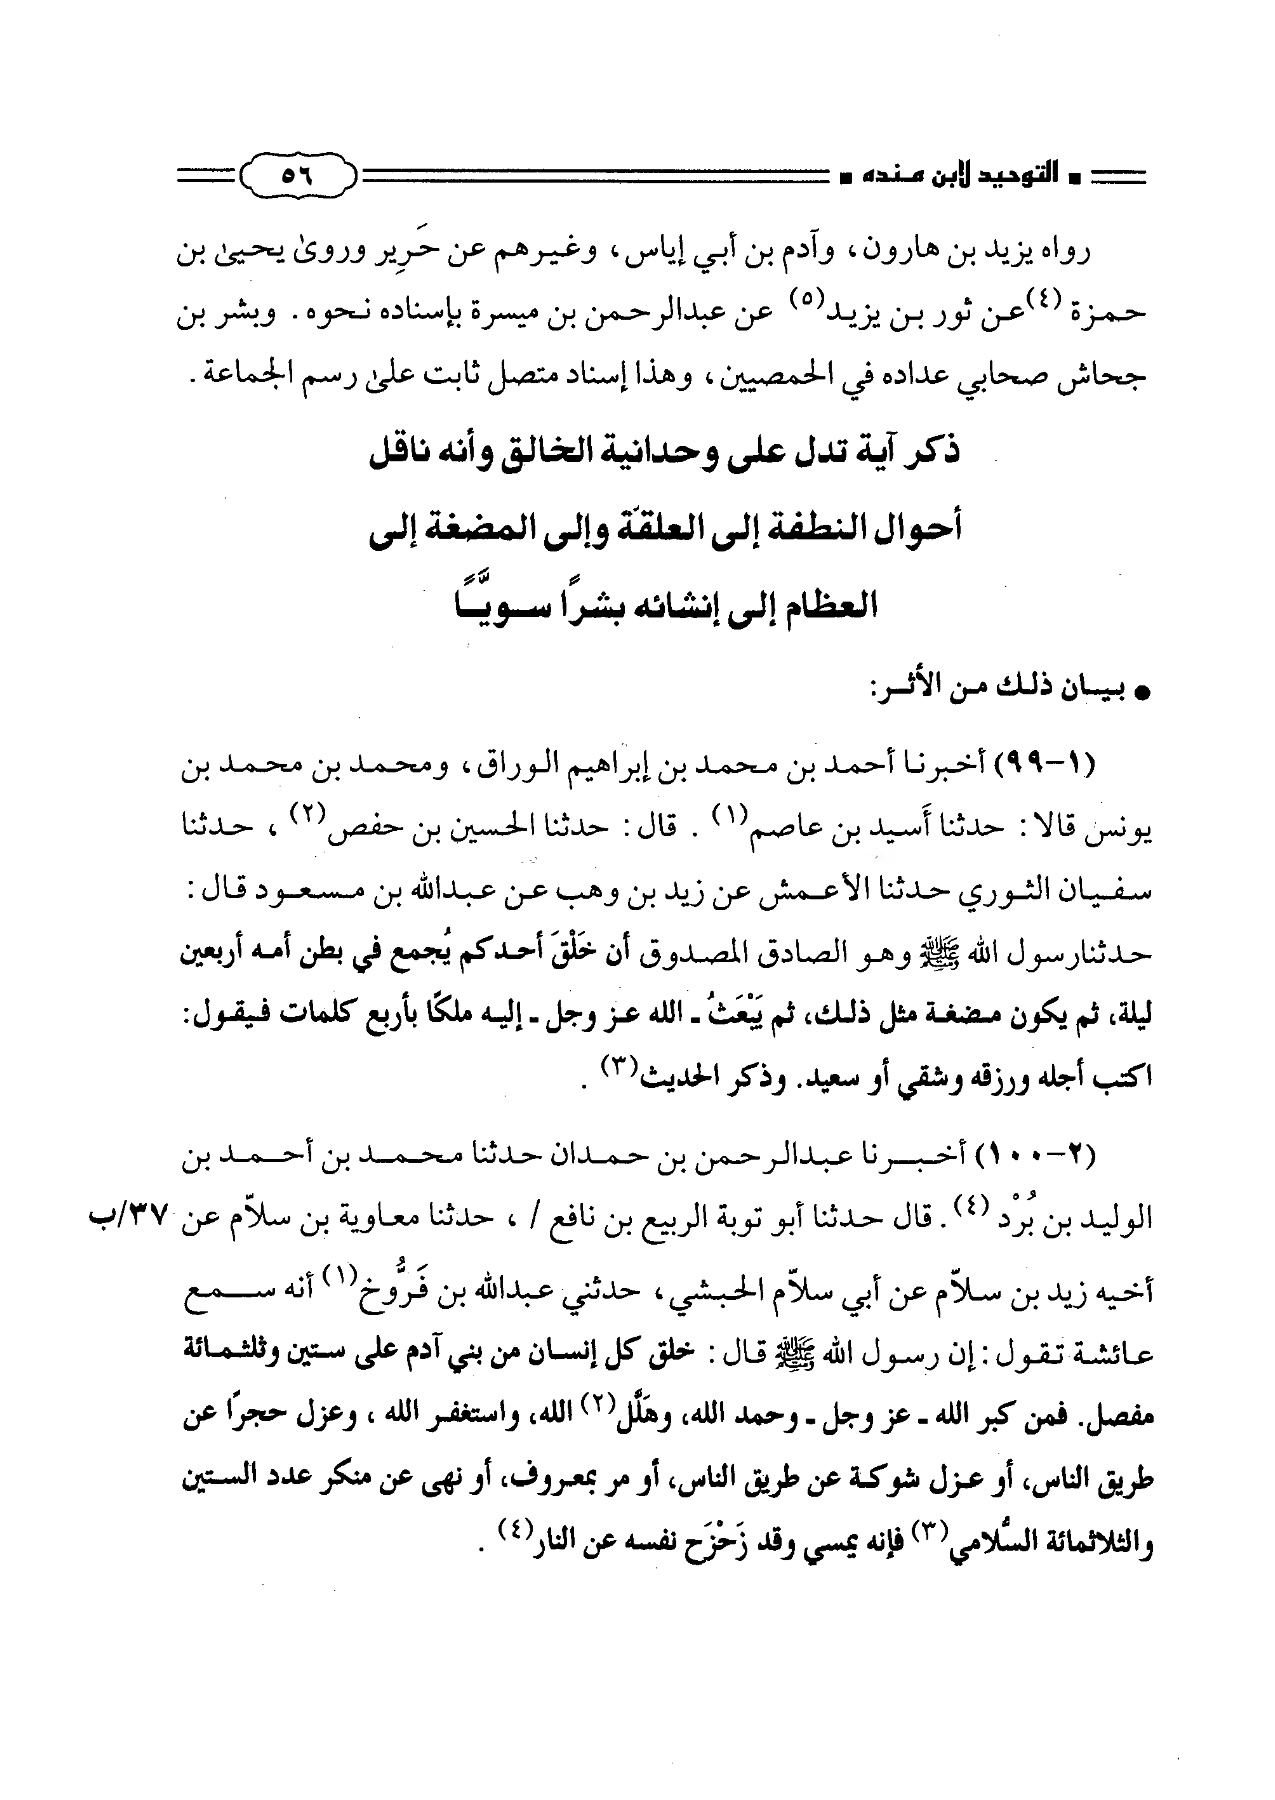 ▪ التوحيد لابن منده ▪ ٥٦
رواه يزيد بن هارون، وآدم بن أبي إياس، وغيرهم عن حَرِير وروىٰ يحيىٰ بن
حمزة (٤)عن ثور بن يزيد(٥) عن عبدالرحمن بن ميسرة بإسناده نحوه. وبشر بن
جحاش صحابي عداده في الحمصيين، وهذا إسناد متصل ثابت علىٰ رسم الجماعة.
ذكر آية تدل على وحدانية الخالق وأنه ناقل
أحوال النطفة إلى العلقة وإلى المضغة إلى
العظام إلى إنشائه بشرًا سويًّا
● بيان ذلك من الأثر:
(١-٩٩) أخبرنا أحمد بن محمد بن إبراهيم الوراق، ومحمد بن محمد بن
يونس قالا: حدثنا أَسيد بن عاصم(١) . قال: حدثنا الحسين بن حفص(٢) ، حدثنا
سفيان الثوري حدثنا الأعمش عن زيد بن وهب عن عبدالله بن مسعود قال:
حدثنارسول الله ﷺ وهو الصادق المصدوق أن خَلْقَ أحدكم يُجمع في بطن أمه أربعين
ليلة، ثم يكون مضغة مثل ذلك، ثم يَبْعَثُ ـ الله عز وجل ـ إليه ملكًا بأربع كلمات فيقول:
اكتب أجله ورزقه وشقي أو سعيد. وذكر الحديث(٣) .
(٢-١٠٠) أخبرنا عبدالرحمن بن حمدان حدثنا محمد بن أحمد بن
الوليد بن بُرْد (٤). قال حدثنا أبو توبة الربيع بن نافع /، حدثنا معاوية بن سلاّم عن ٣٧/ب
أخيه زيد بن سلاّم عن أبي سلاّم الحبشي، حدثني عبدالله بن فَرُّوخ(١) أنه سمع
عائشة تقول: إن رسول الله ﷺ قال: خلق كل إنسان من بني آدم على ستين وثلثمائة
مفصل. فمن كبر الله ـ عز وجل ـ وحمد الله، وهَلَّل(٢) الله، واستغفر الله ، وعزل حجرًا عن
طريق الناس، أو عزل شوكة عن طريق الناس، أو مر بمعروف، أو نهى عن منكر عدد الستين
والثلاثمائة السُّلامي(٣) فإنه يمسي وقد زَحْزَح نفسه عن النار(٤) .